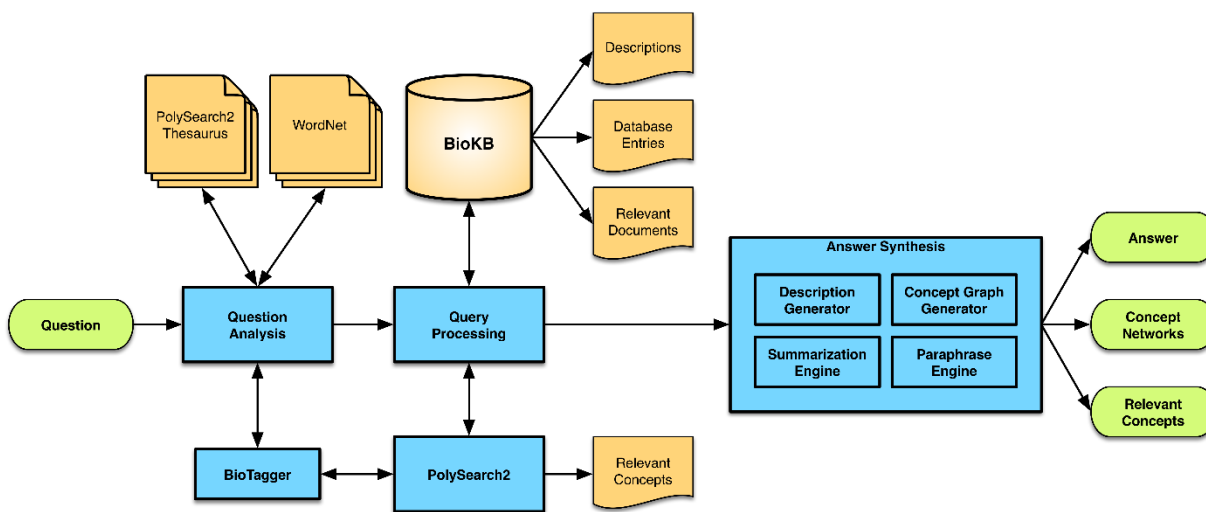 Descriptions
PolySearch2
Thesaurus
WordNet
BioKB
Database
Entries
Relevant
Documents
Answer Synthesis
Answer
Description
Generator
Concept Graph
Generator
Question
Question
Analysis
Query
Processing
Concept
Networks
Summarization
Engine
Paraphrase
Engine
Relevant
Concepts
BioTagger
PolySearch2
Relevant
Concepts